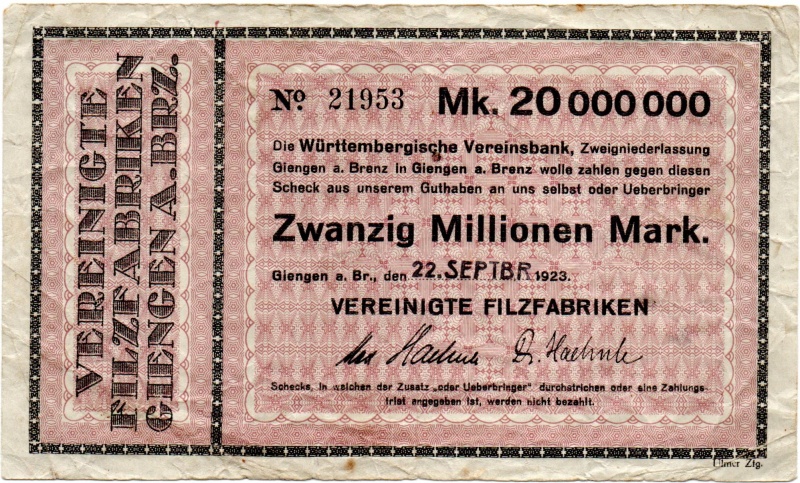 VEREINIGTE
FILZFABRIKEN
GIENGEN A. BRZ.
No. 21953 Mk. 20 000 000
Die Württembergische Vereinsbank, Zweigniederlassung
Giengen a. Brenz in Giengen a. Brenz wolle zahlen gegen diesen
Scheck aus unserem Guthaben an uns selbst oder Ueberbringer
Zwanzig Millionen Mark.
Giengen a. Br., den 22. SEPTBR 1923.
VEREINIGTE FILZFABRIKEN
Schecks, in welchen der Zusatz „oder Ueberbringer" durchstrichen oder eine Zahlungs-
frist angegeben ist, werden nicht bezahlt.
Ulmer Ztg.